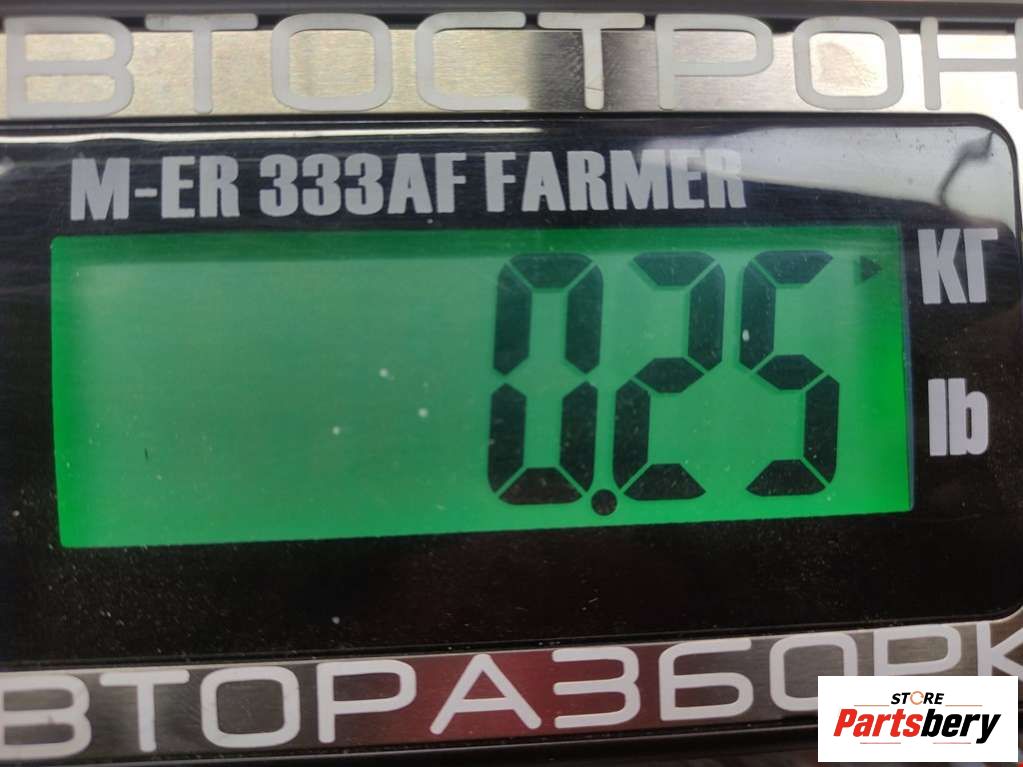 ВТОСТРОН
M-ER 333AF FARMER
0.25
КГ
lb
ВТОРАЗБОРК
STORE
Partsbery